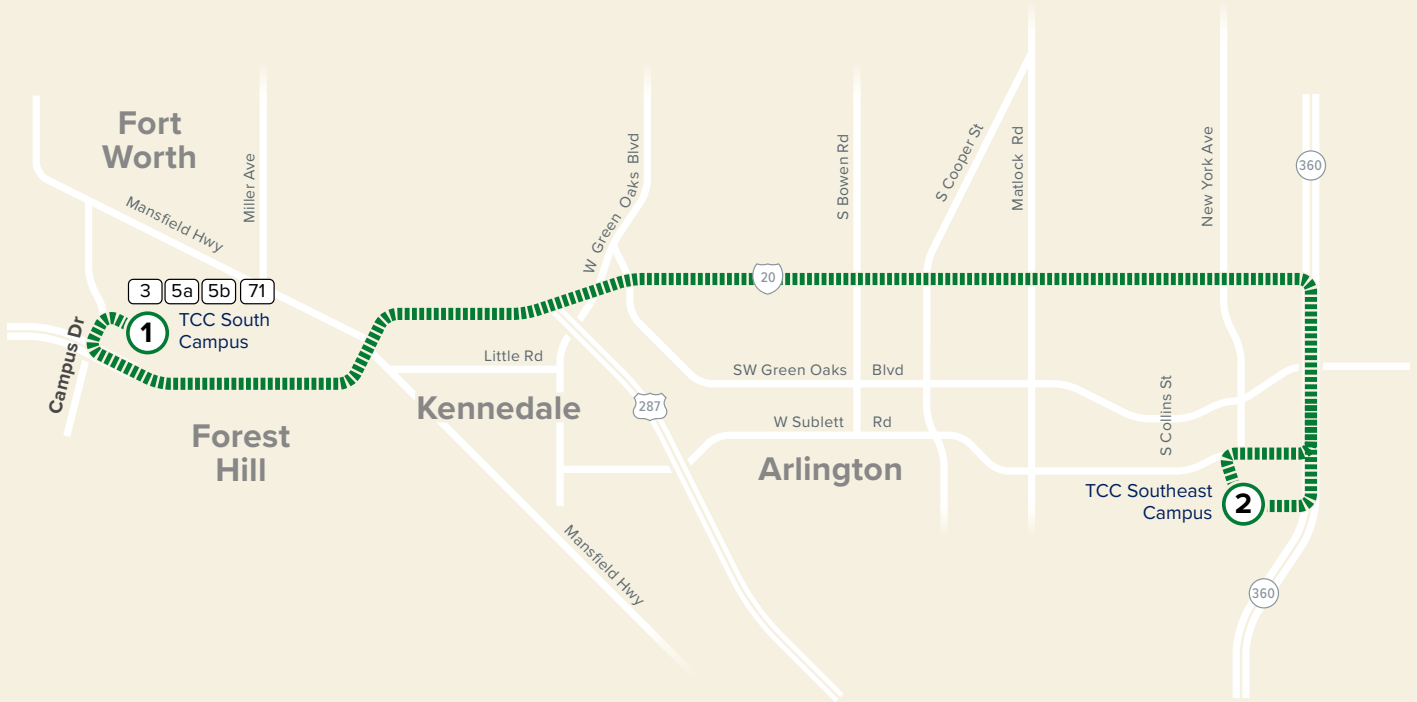 Fort
Worth
Miller Ave
Mansfield Hwy
W Green Oaks Blvd
S Bowen Rd
S Cooper St
Matlock Rd
New York Ave
360
3 5a 5b 71
1
TCC South
Campus
Campus Dr
20
Little Rd
SW Green Oaks Blvd
287
Kennedale
W Sublett Rd
S Collins St
Forest
Hill
Arlington
TCC Southeast
Campus
2
Mansfield Hwy
360